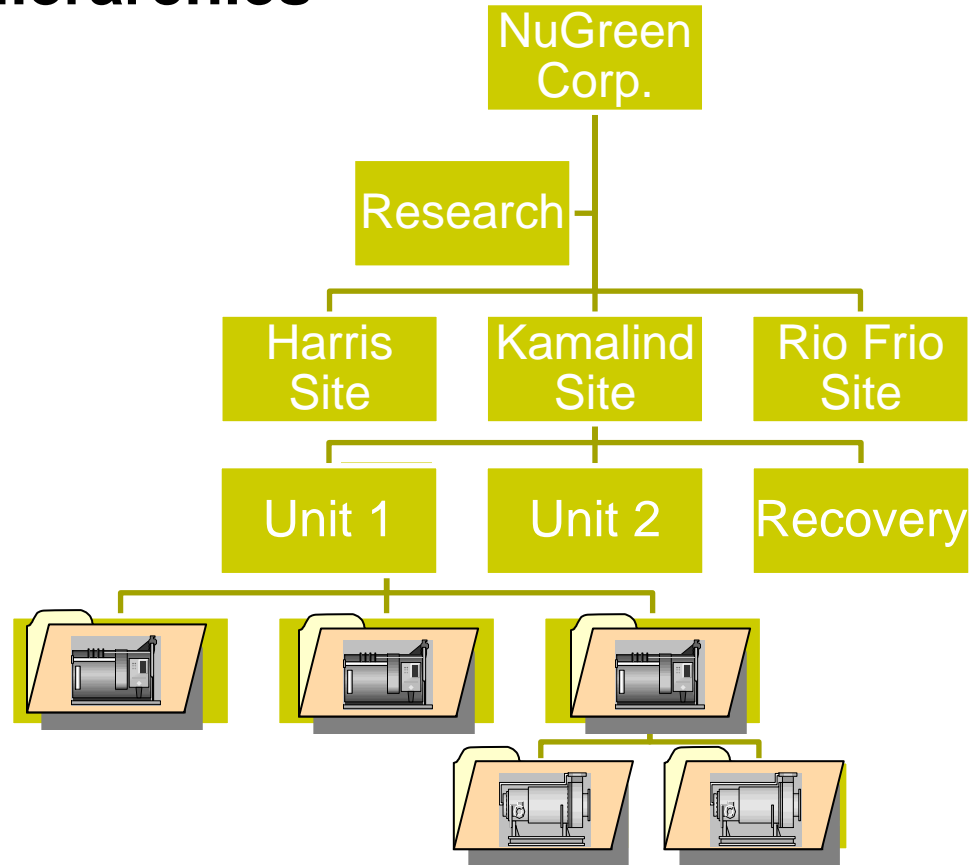 NuGreen
Corp.
Research
Harris
Site
Kamalind
Site
Rio Frio
Site
Unit 1
Unit 2
Recovery